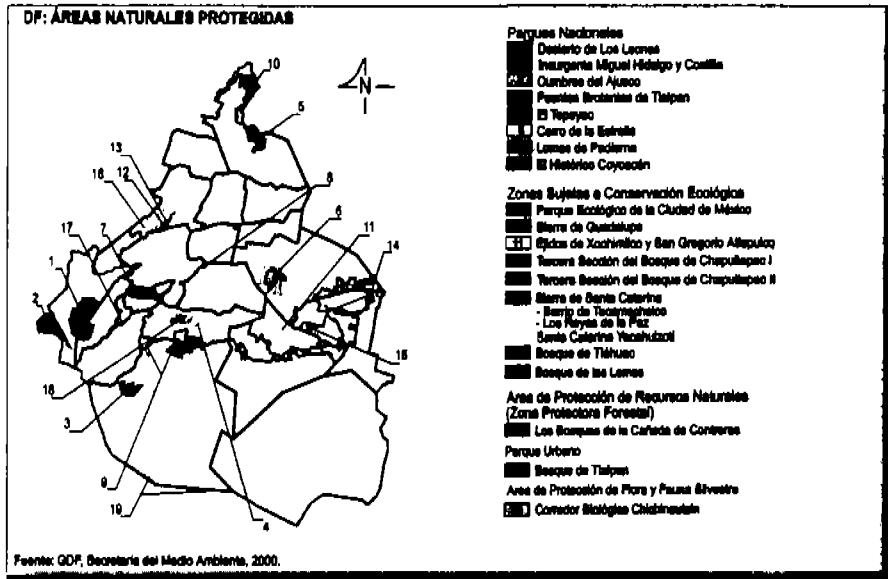 DF: ÁREAS NATURALES PROTEGIDAS
10
N
5
13
16
12
8
17
7
6
11
1
14
2
15
18
3
9
19
4
Parques Nacionales
Desierto de Los Leones
Insurgente Miguel Hidalgo y Costilla
Cumbres del Ajusco
Fuentes Brotantes de Tlalpan
El Tepeyac
Cerro de la Estrella
Lomas de Padierna
El Histórico Coyoacán
Zonas Sujetas a Conservación Ecológica
Parque Ecológico de la Ciudad de México
Sierra de Guadalupe
Ejidos de Xochimilco y San Gregorio Atlapulco
Tercera Sección del Bosque de Chapultepec I
Tercera Sección del Bosque de Chapultepec II
Sierra de Santa Catarina
- Barrio de
- Los Reyes de la Paz
Santa Catarina Yecahuizotl
Bosque de Tláhuac
Bosque de las Lomas
Area de Protección de Recursos Naturales
(Zona Protectora Forestal)
Los Bosques de la Cañada de Contreras
Parque Urbano
Bosque de Tlalpan
Area de Protección de Flora y Fauna Silvestre
Corredor Biológico Chichinautzin
Fuente: GDF, Secretaría del Medio Ambiente, 2000.